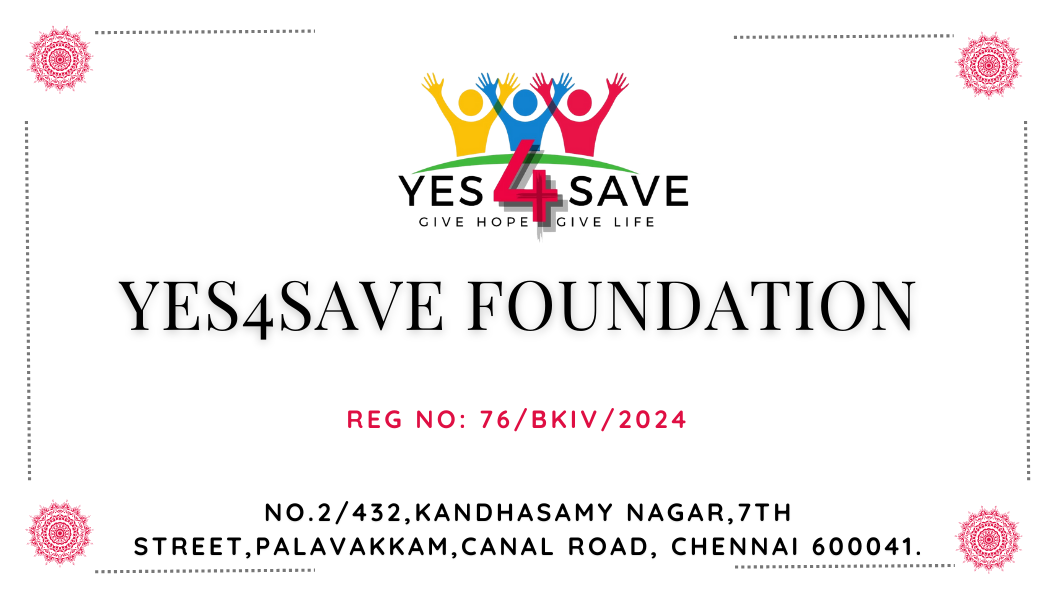 YES4SAVE
GIVE HOPE GIVE LIFE
YES4SAVE FOUNDATION
REG NO: 76/BKIV/2024
NO.2/432,KANDHASAMY NAGAR,7TH
STREET,PALAVAKKAM,CANAL ROAD, CHENNAI 600041.